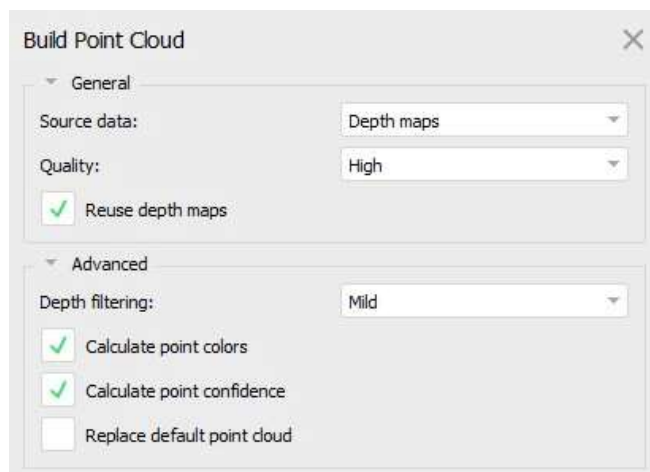 Build Point Cloud
General
Source data: Depth maps
Quality: High
Reuse depth maps
Advanced
Depth filtering: Mild
Calculate point colors
Calculate point confidence
Replace default point cloud